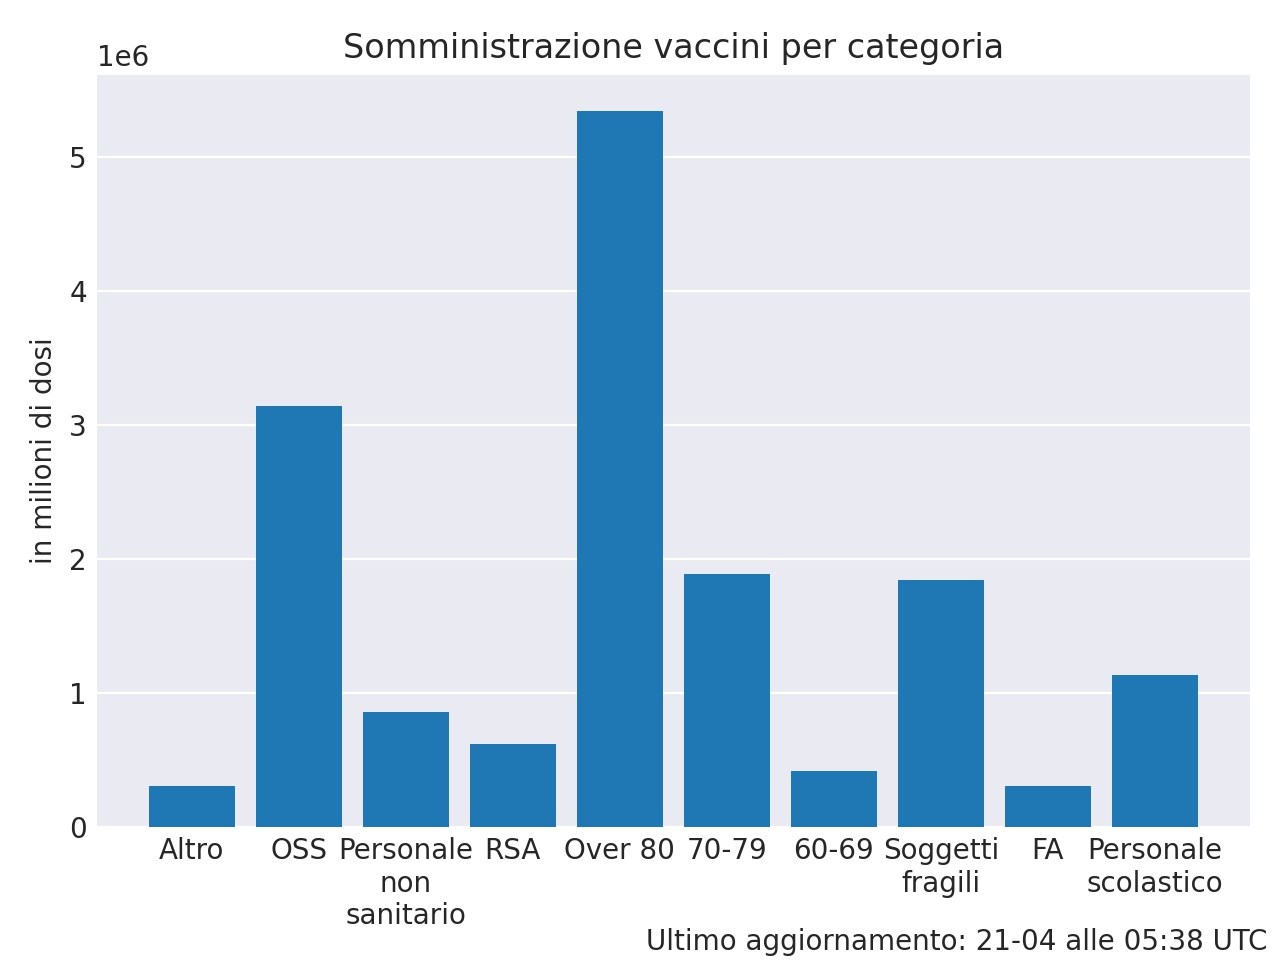 Somministrazione vaccini per categoria
1e6
in milioni di dosi
5
4
3
2
1
0
Altro
OSS
Personale
non
sanitario
RSA
Over 80
70-79
60-69
Soggetti
fragili
FA
Personale
scolastico
Ultimo aggiornamento: 21-04 alle 05:38 UTC